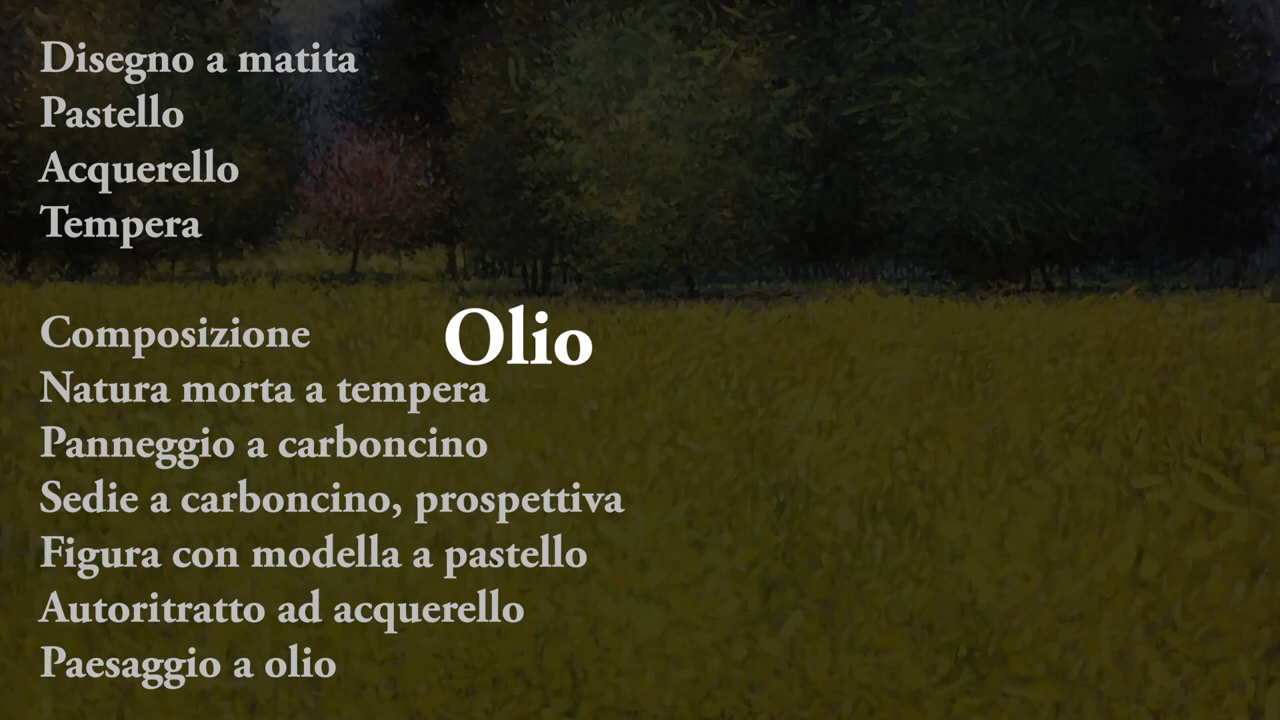 Disegno a matita
Pastello
Acquerello
Tempera
Olio
Composizione
Natura morta a tempera
Panneggio a carboncino
Sedie a carboncino, prospettiva
Figura con modella a pastello
Autoritratto ad acquerello
Paesaggio a olio